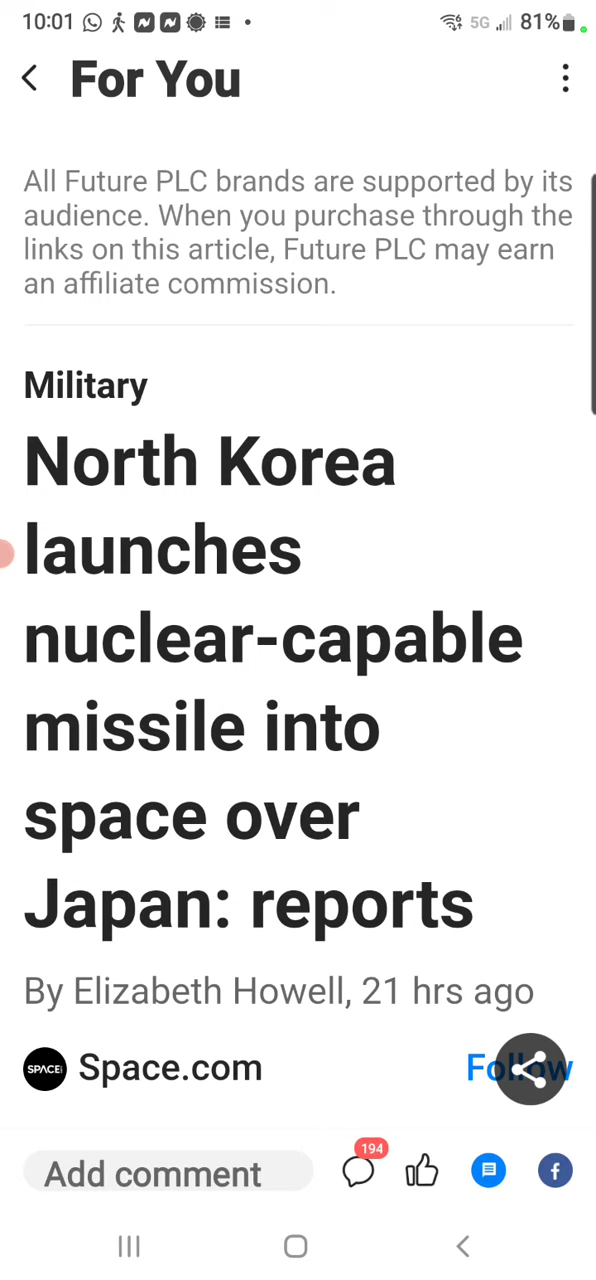 10:01 5G 81%
For You
All Future PLC brands are supported by its
audience. When you purchase through the
links on this article, Future PLC may earn
an affiliate commission.
Military
North Korea
launches
nuclear-capable
missile into
space over
Japan: reports
By Elizabeth Howell, 21 hrs ago
SPACE Space.com Follow
194
Add comment